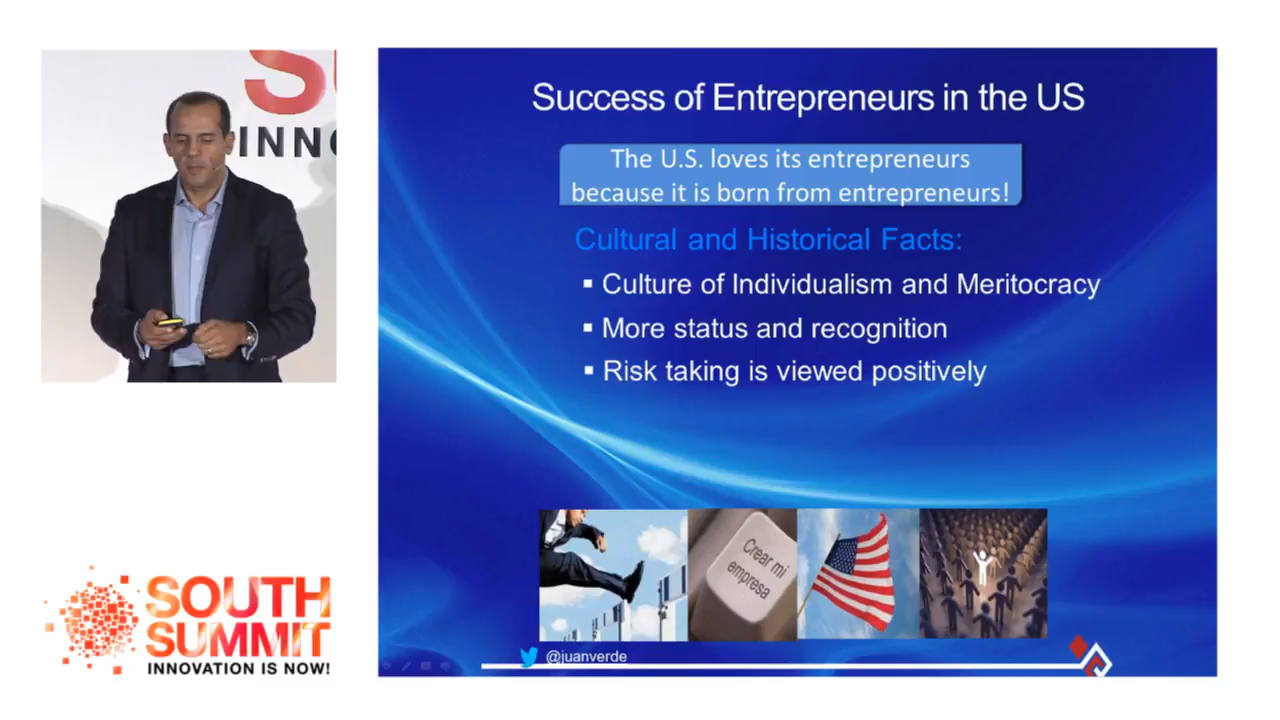 INNO
Success of Entrepreneurs in the US
The U.S. loves its entrepreneurs
because it is born from entrepreneurs!
Cultural and Historical Facts:
▪ Culture of Individualism and Meritocracy
▪ More status and recognition
▪ Risk taking is viewed positively
Crear mi
empresa
@juanverde
SOUTH
SUMMIT
INNOVATION IS NOW!